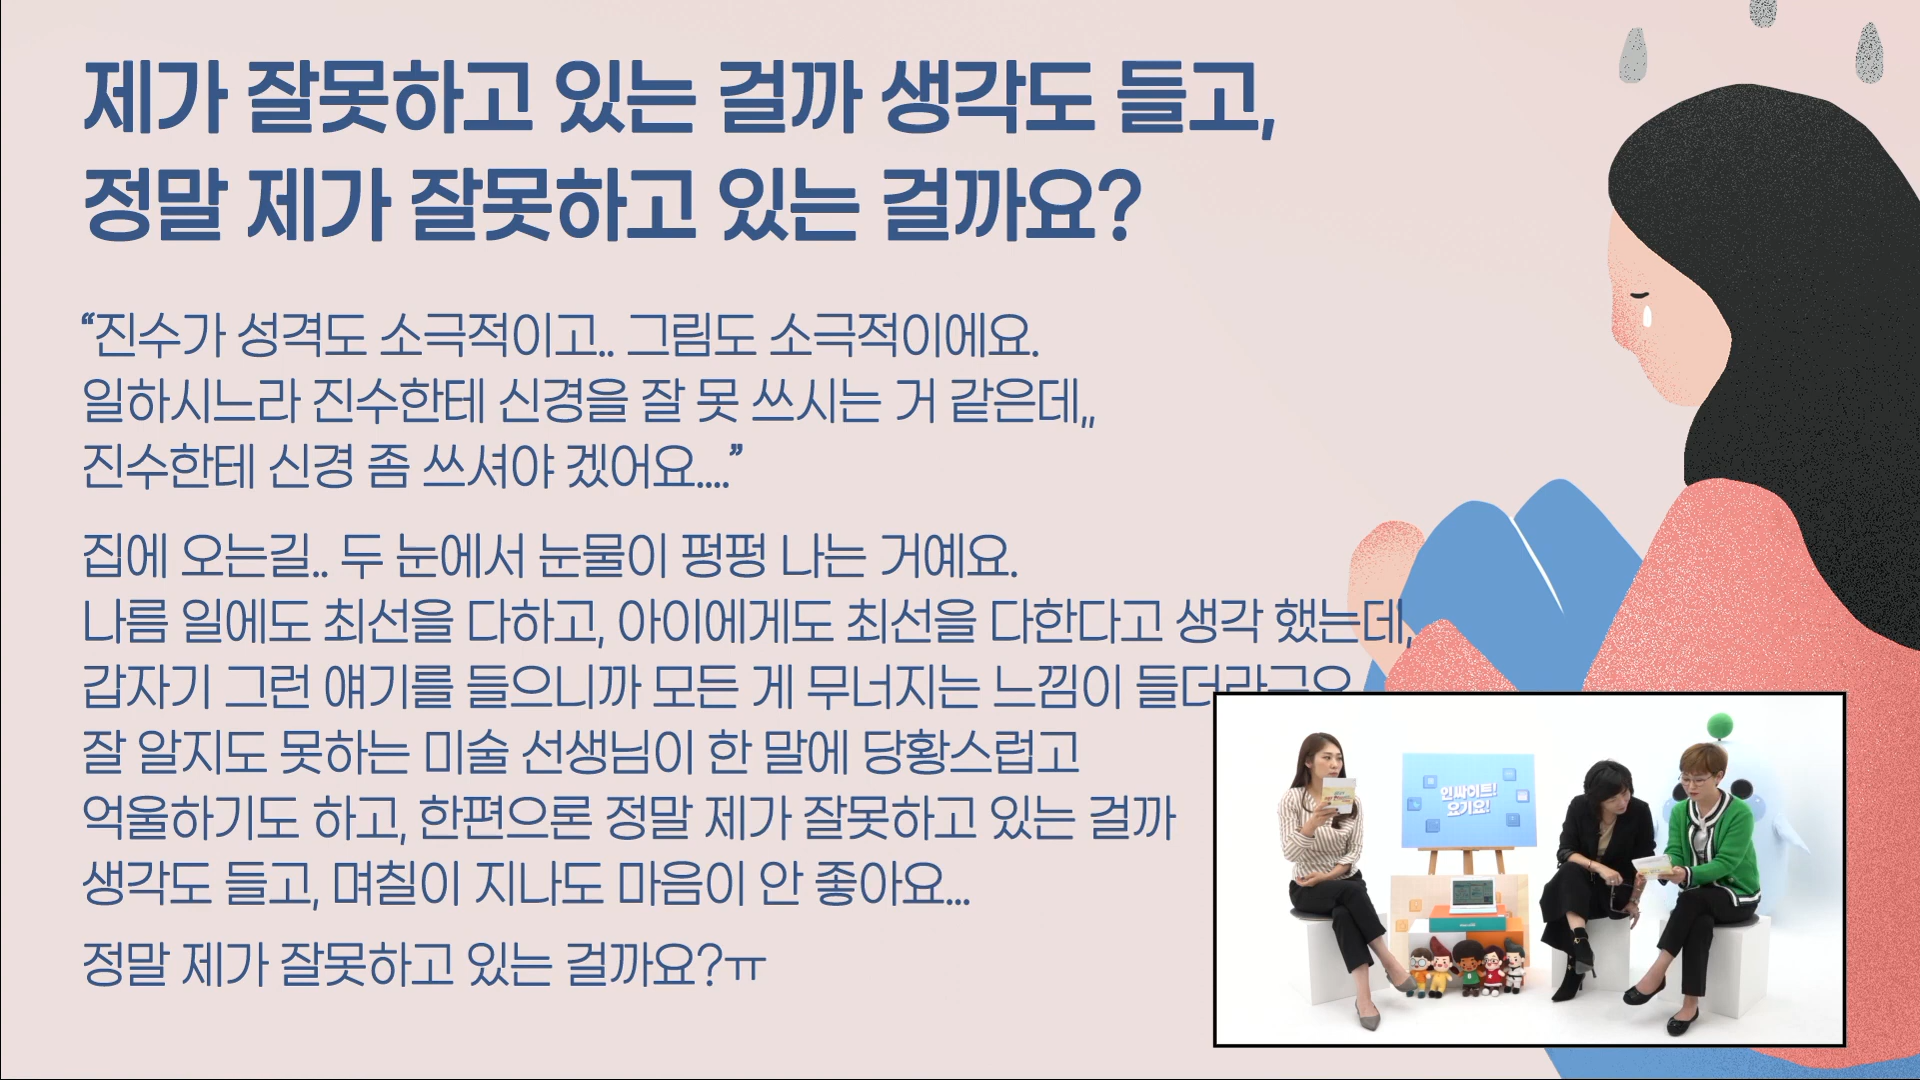 제가 잘못하고 있는 걸까 생각도 들고,
정말 제가 잘못하고 있는 걸까요?
“진수가 성격도 소극적이고.. 그림도 소극적이에요.
일하시느라 진수한테 신경을 잘 못 쓰시는 거 같은데,,
진수한테 신경 좀 쓰셔야 겠어요....”
집에 오는길.. 두 눈에서 눈물이 펑펑 나는 거예요.
나름 일에도 최선을 다하고, 아이에게도 최선을 다한다고 생각 했는데,
갑자기 그런 얘기를 들으니까 모든 게 무너지는 느낌이 들더라구요
잘 알지도 못하는 미술 선생님이 한 말에 당황스럽고
억울하기도 하고, 한편으론 정말 제가 잘못하고 있는 걸까
생각도 들고, 며칠이 지나도 마음이 안 좋아요...
정말 제가 잘못하고 있는 걸까요?ㅠ
인싸이트!
요기요!